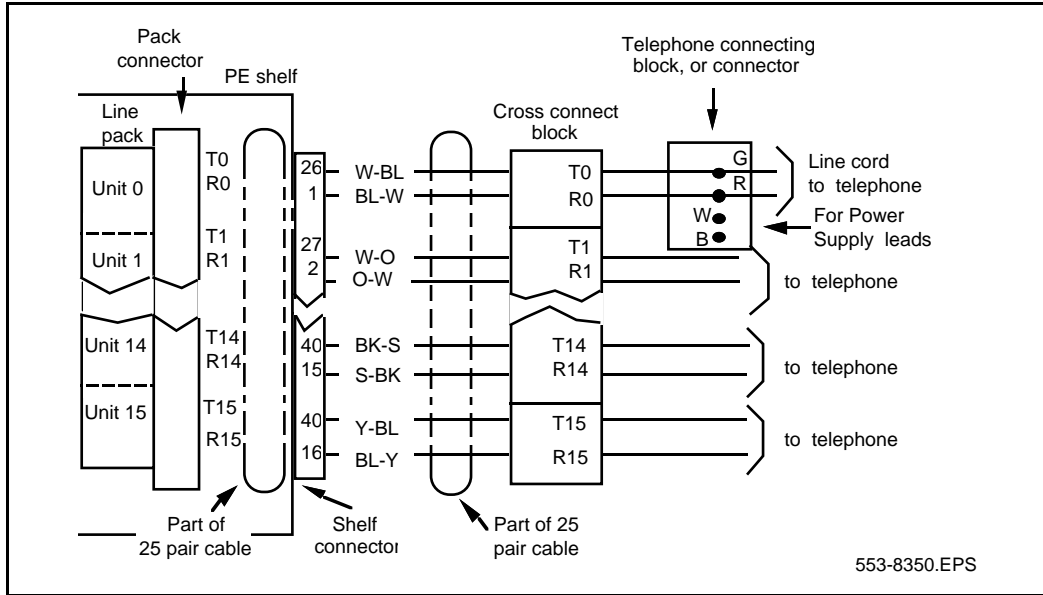 Pack
connector
PE shelf
Telephone connecting
block, or connector
Line
pack
Cross connect
block
T0
R0
Unit 0
26
1
W-BL
BL-W
T0
R0
G
R
W
B
Line cord
to telephone
For Power
Supply leads
T1
R1
Unit 1
27
2
W-O
O-W
T1
R1
to telephone
Unit 14
T14
R14
40
15
BK-S
S-BK
T14
R14
to telephone
Unit 15
T15
R15
40
16
Y-BL
BL-Y
T15
R15
to telephone
Part of
25 pair cable
Shelf
connector
Part of 25
pair cable
553-8350.EPS